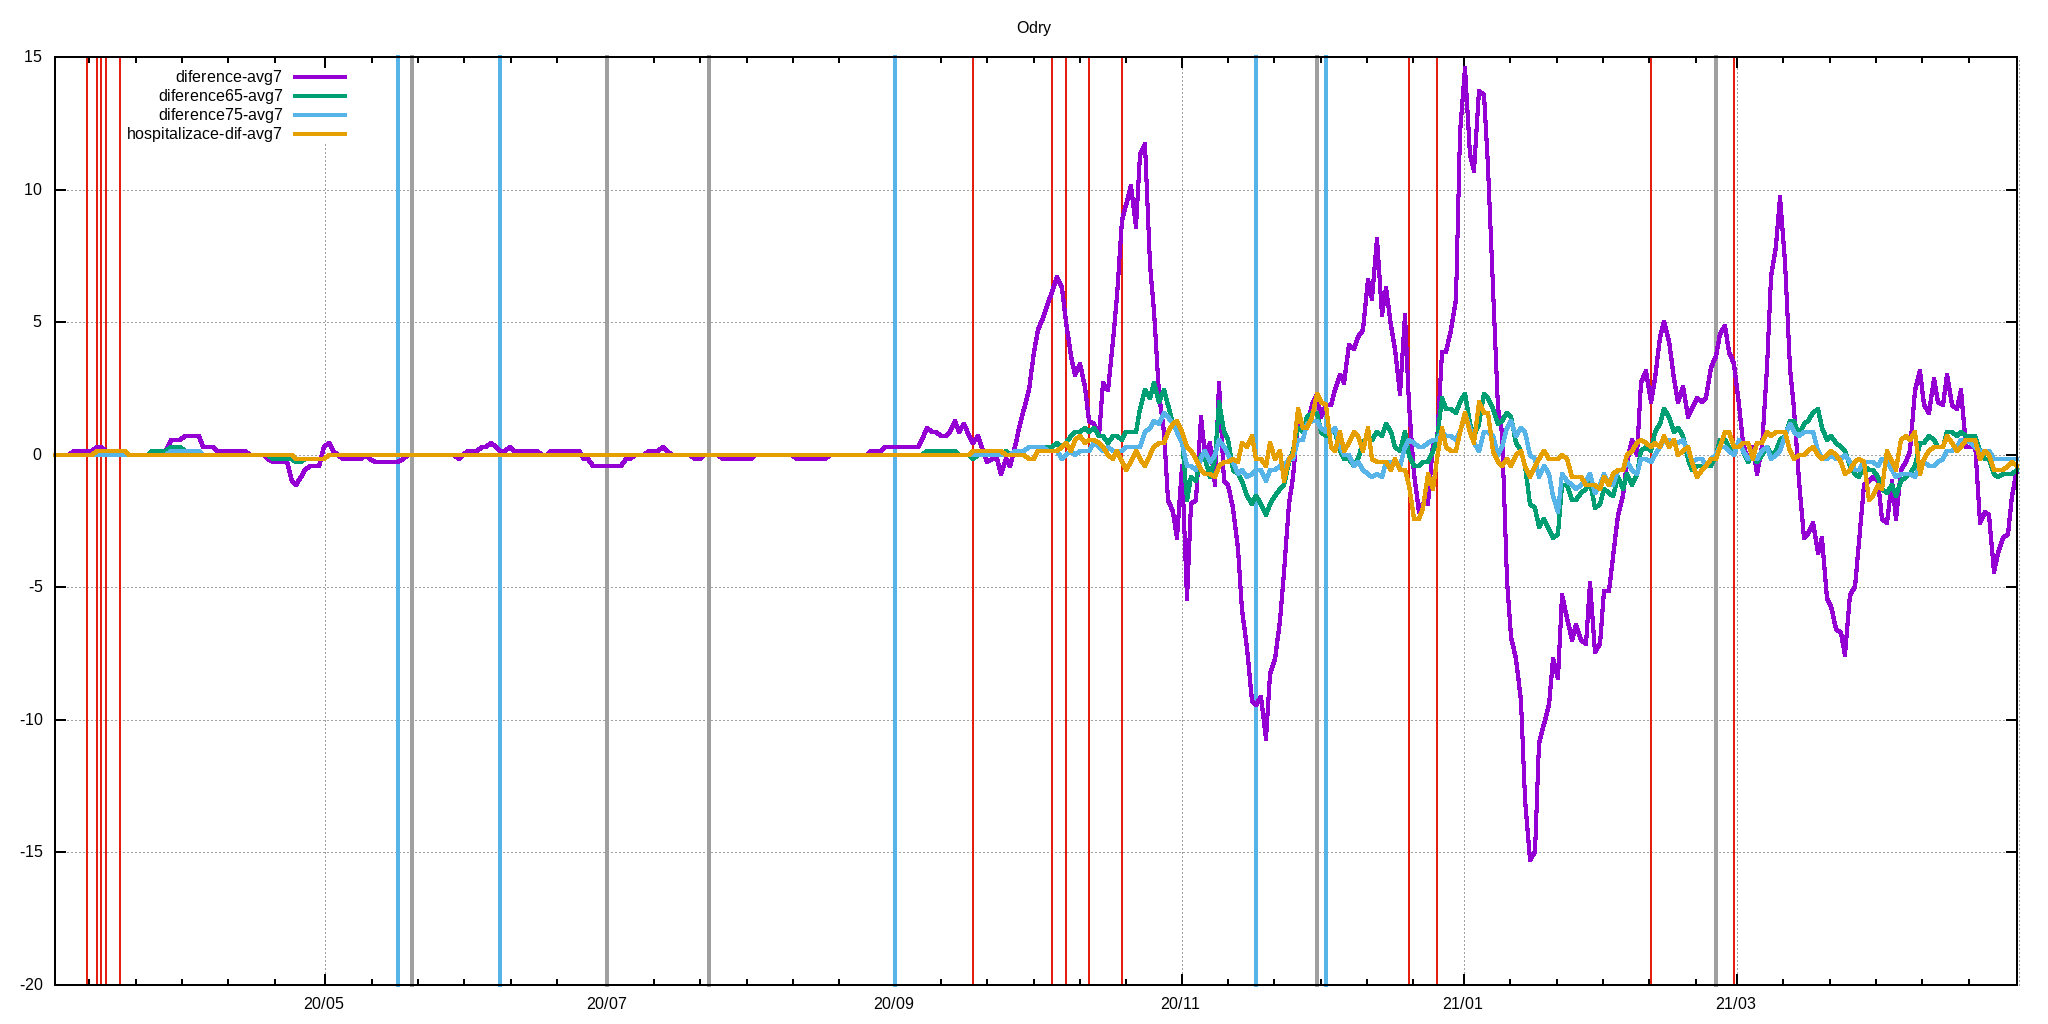 Odry
15
diference-avg7
diference65-avg7
diference75-avg7
hospitalizace-dif-avg7
10
5
0
-5
-10
-15
-20
20/05 20/07 20/09 20/11 21/01 21/03